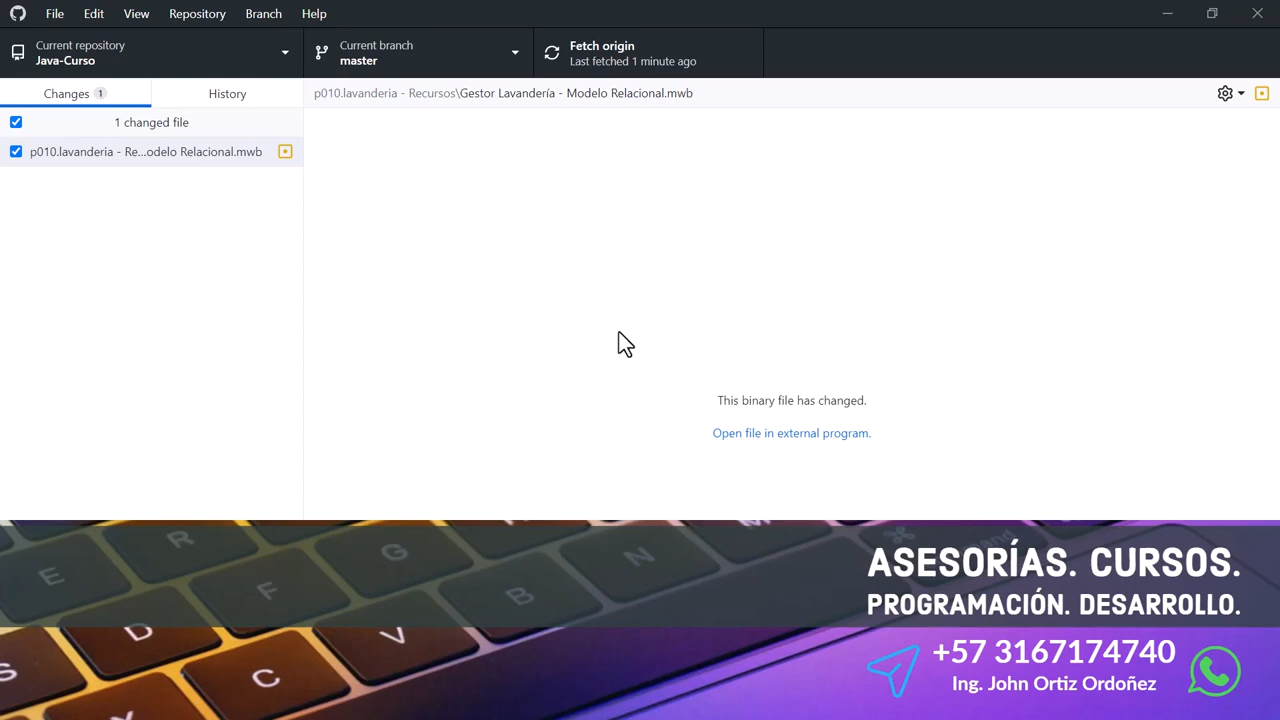 File Edit View Repository Branch Help
Current repository
Java-Curso
Current branch
master
Fetch origin
Last fetched 1 minute ago
Changes 1
History
p010.lavanderia - Recursos\Gestor Lavandería - Modelo Relacional.mwb
1 changed file
p010.lavanderia - Re...odelo Relacional.mwb
This binary file has changed.
Open file in external program.
R
E
G
F
N
B
D
V
S
C
ASESORÍAS. CURSOS.
PROGRAMACIÓN. DESARROLLO.
+57 3167174740
Ing. John Ortiz Ordoñez